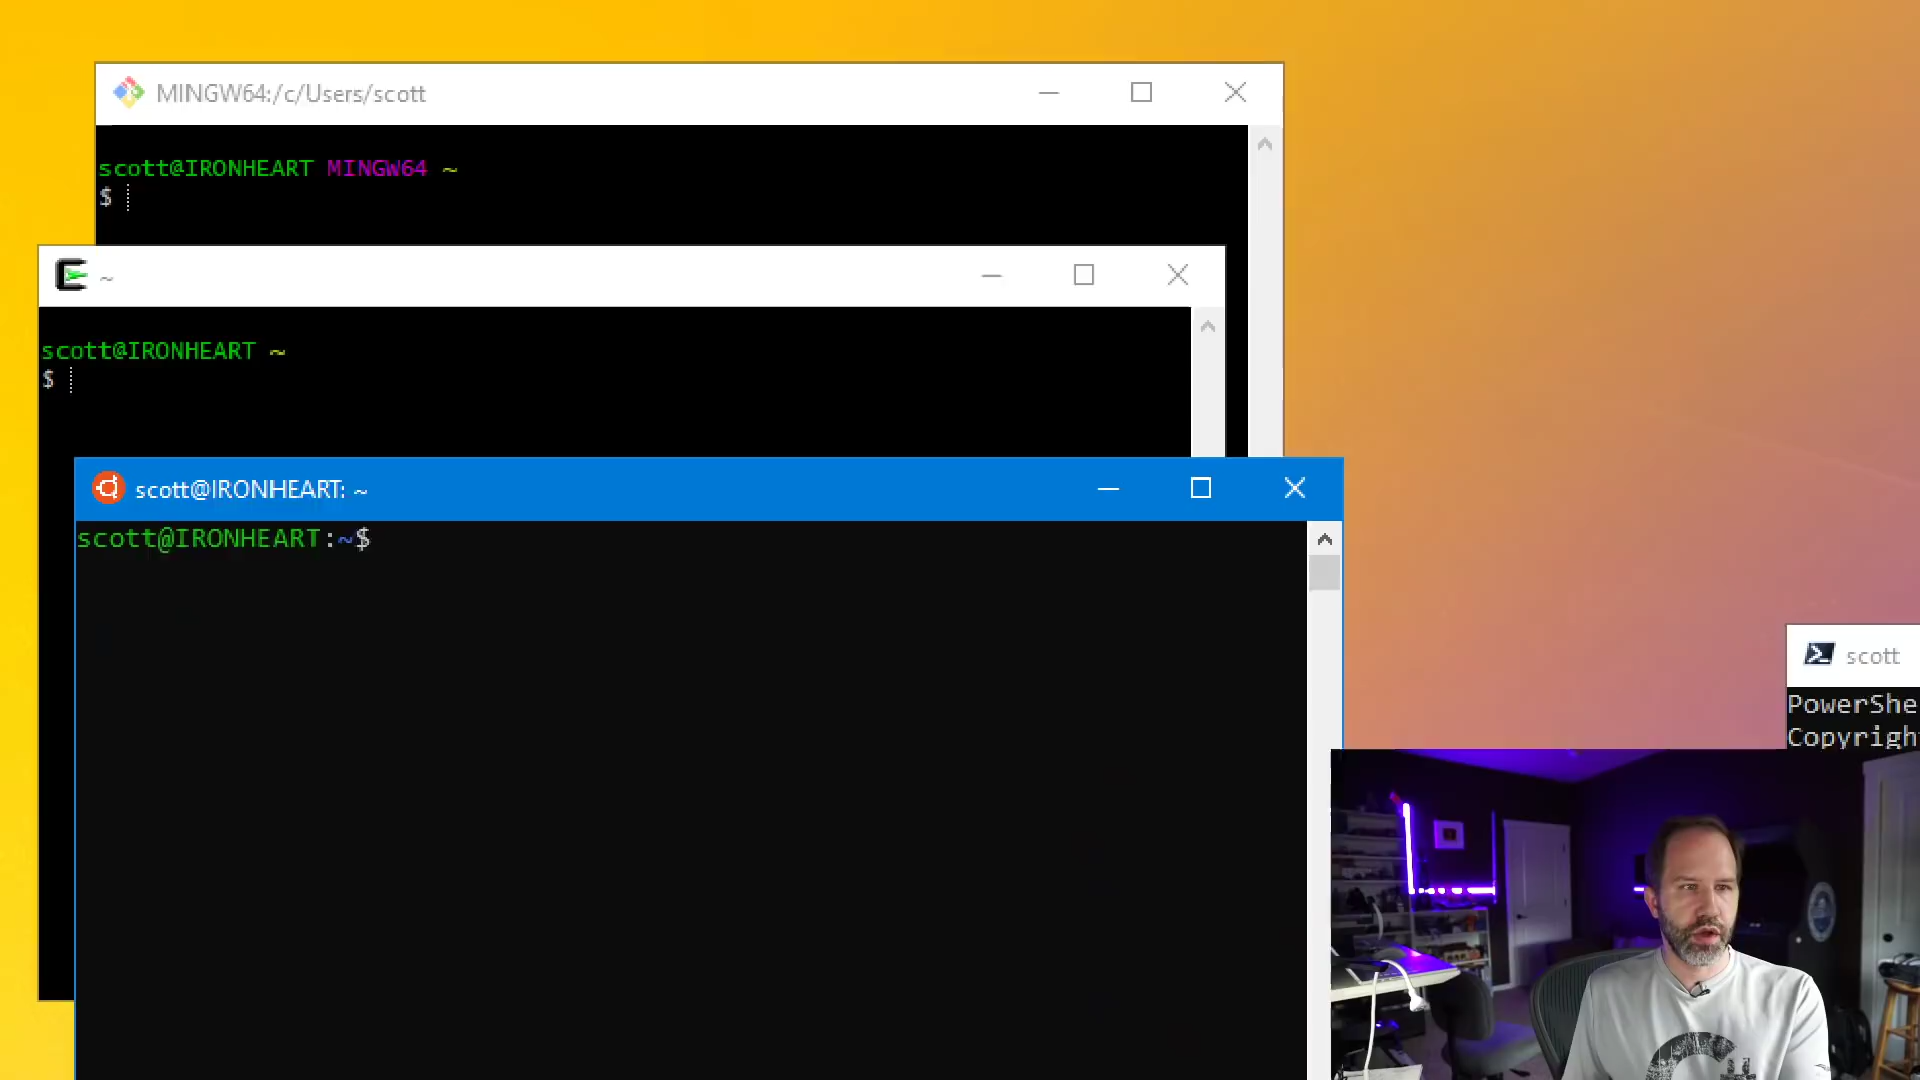 MINGW64:/c/Users/scott
scott@IRONHEART MINGW64 ~
$
~
scott@IRONHEART ~
$
scott@IRONHEART: ~
scott@IRONHEART:~$
scott
PowerShe
Copyrigh